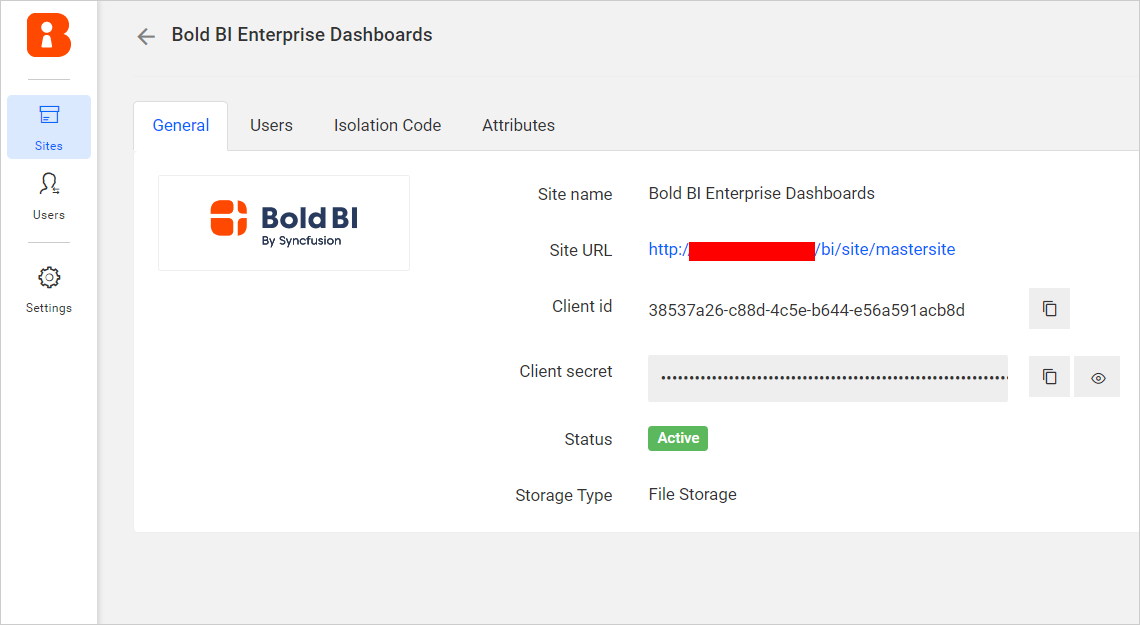 Bold BI Enterprise Dashboards
Sites
Users
Settings
General Users Isolation Code Attributes
Bold BI
By Syncfusion
Site name Bold BI Enterprise Dashboards
Site URL http:/ /bi/site/mastersite
Client id 38537a26-c88d-4c5e-b644-e56a591acb8d
Client secret
Status Active
Storage Type File Storage